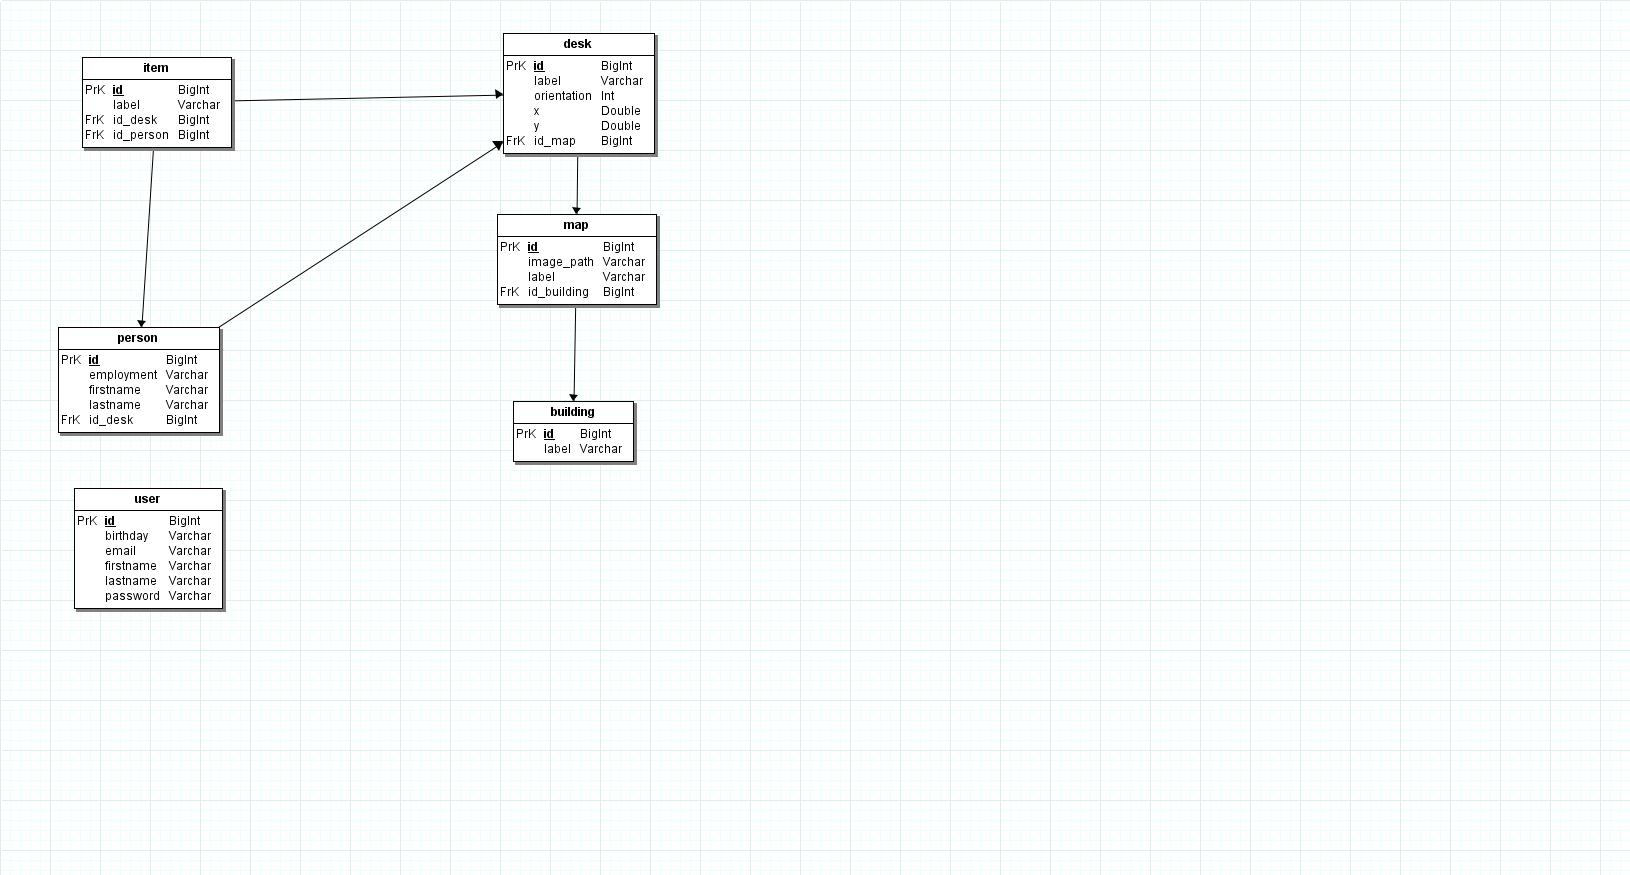 item
PrK id BigInt
label Varchar
FrK id_desk BigInt
FrK id_person BigInt
desk
PrK id BigInt
label Varchar
orientation Int
x Double
y Double
FrK id_map BigInt
map
PrK id BigInt
image_path Varchar
label Varchar
FrK id_building BigInt
person
PrK id BigInt
employment Varchar
firstname Varchar
lastname Varchar
FrK id_desk BigInt
building
PrK id BigInt
label Varchar
user
PrK id BigInt
birthday Varchar
email Varchar
firstname Varchar
lastname Varchar
password Varchar